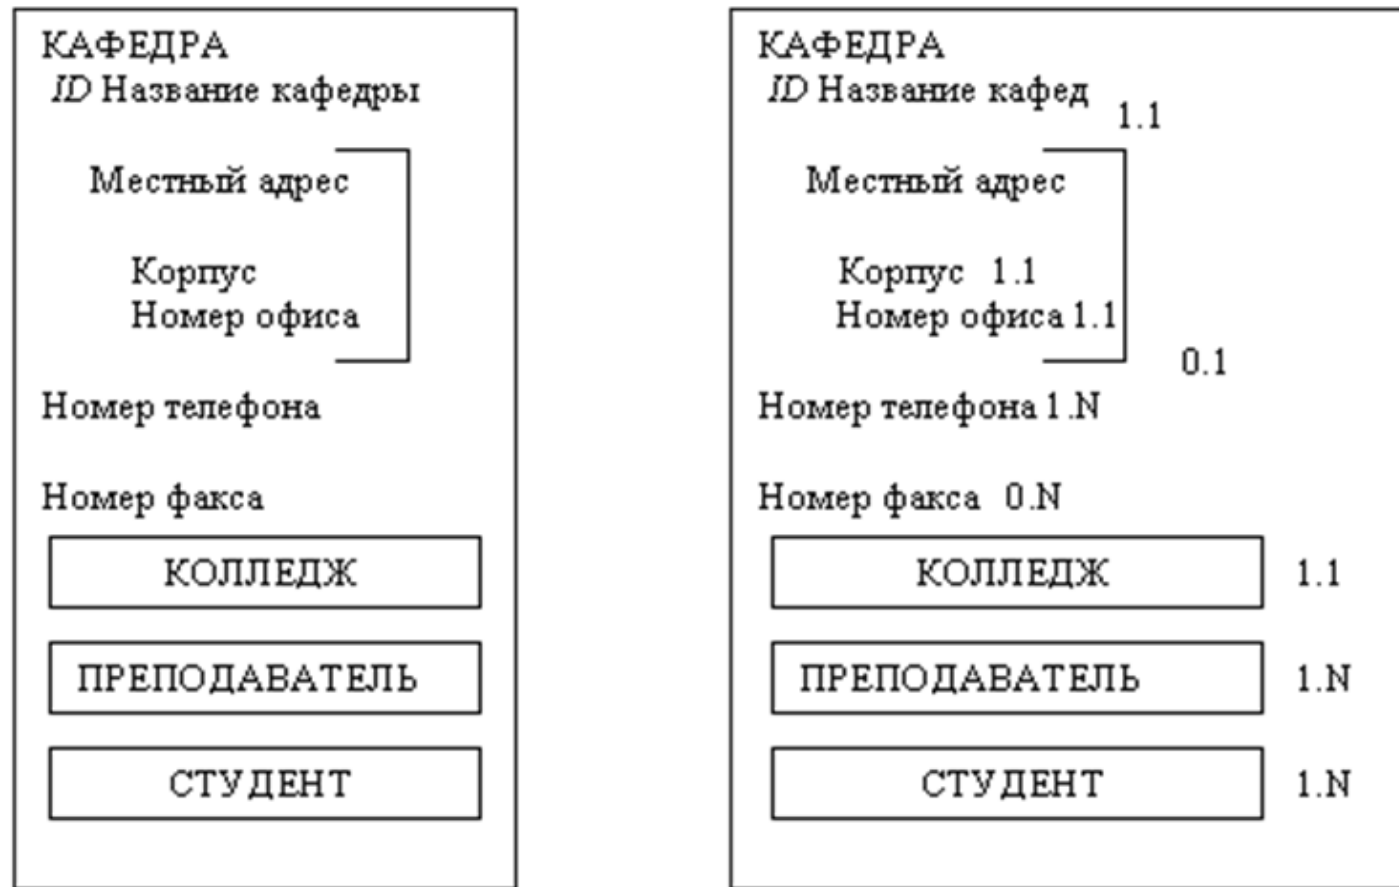 КАФЕДРА
ID Название кафедры
Местный адрес
Корпус
Номер офиса
Номер телефона
Номер факса
КОЛЛЕДЖ
ПРЕПОДАВАТЕЛЬ
СТУДЕНТ
КАФЕДРА
ID Название кафед
1.1
Местный адрес
Корпус 1.1
Номер офиса 1.1
0.1
Номер телефона 1.N
Номер факса 0.N
КОЛЛЕДЖ 1.1
ПРЕПОДАВАТЕЛЬ 1.N
СТУДЕНТ 1.N